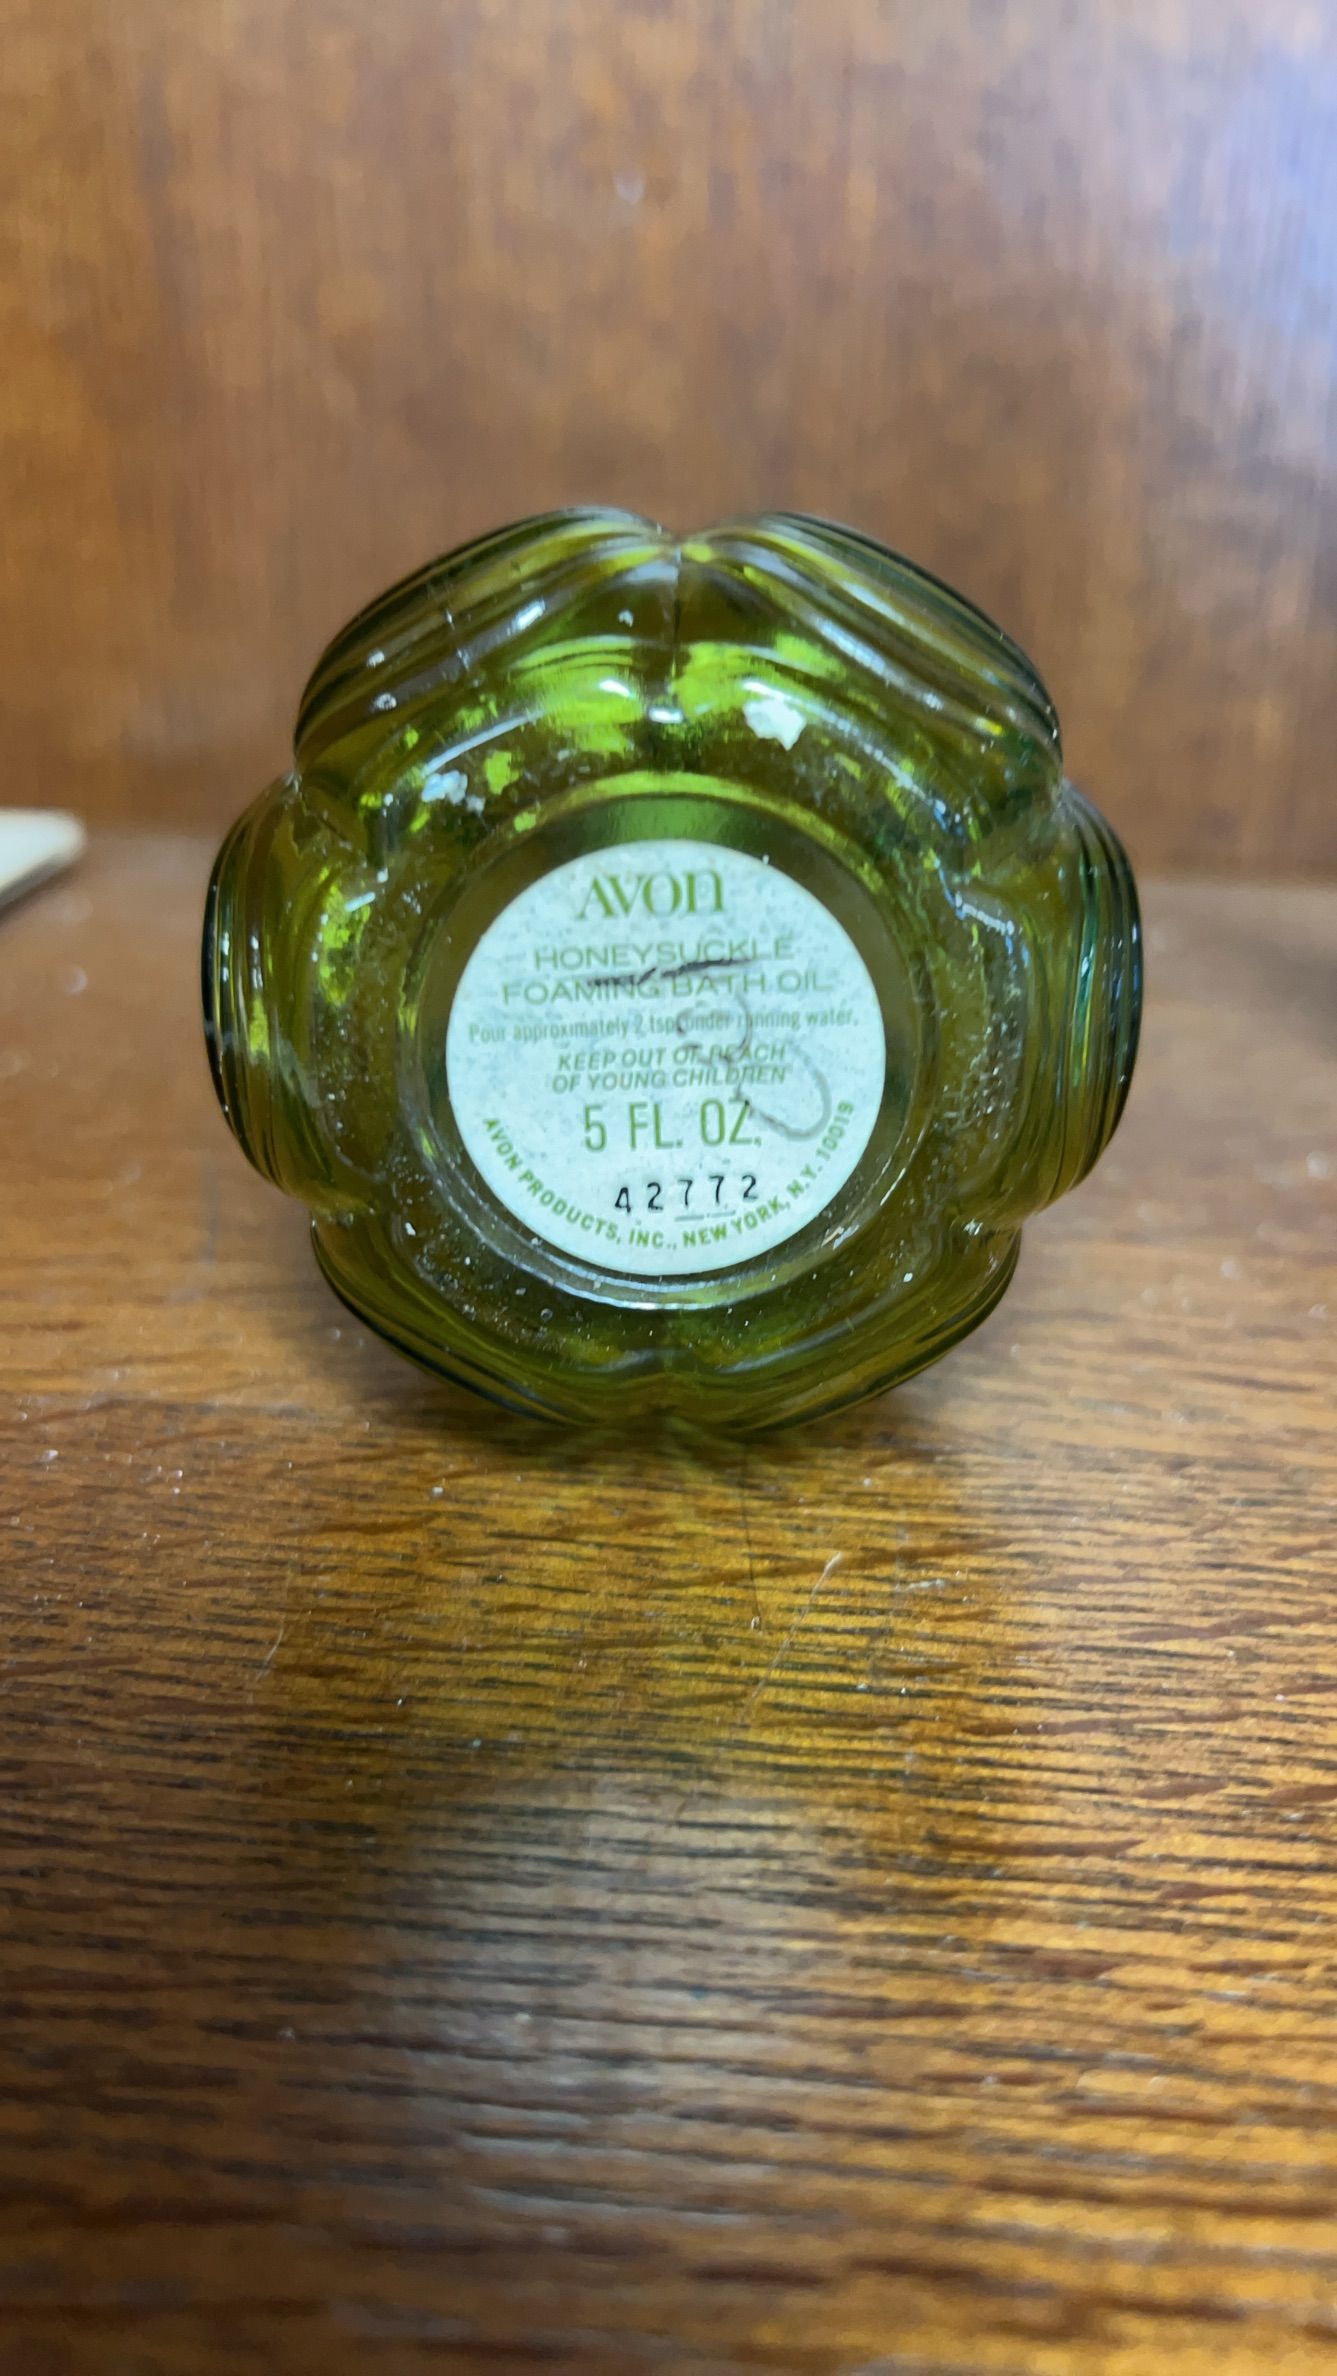 AVON
HONEYSUCKLE
FOAMING BATH OIL
Pour approximately 2 tsp. under running water.
KEEP OUT OF REACH
OF YOUNG CHILDREN
5 FL. OZ.
42772
AVON PRODUCTS, INC., NEW YORK, N.Y. 10019